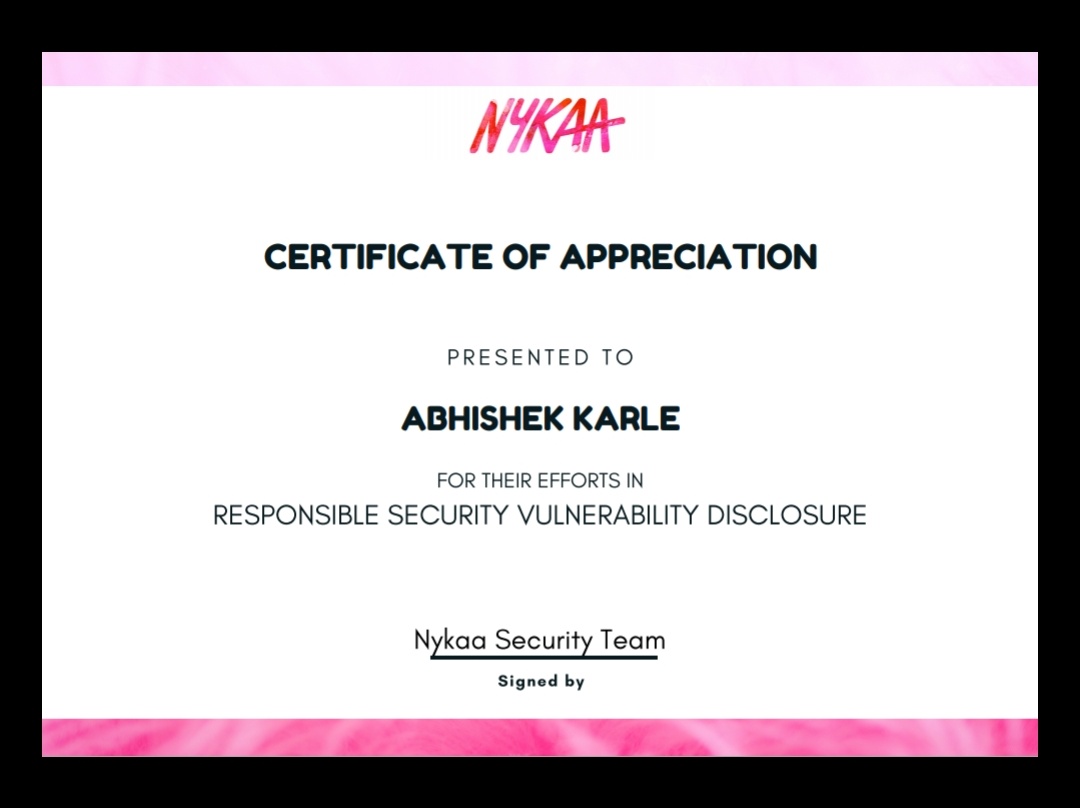 NYKAA
CERTIFICATE OF APPRECIATION
PRESENTED TO
ABHISHEK KARLE
FOR THEIR EFFORTS IN
RESPONSIBLE SECURITY VULNERABILITY DISCLOSURE
Nykaa Security Team
Signed by